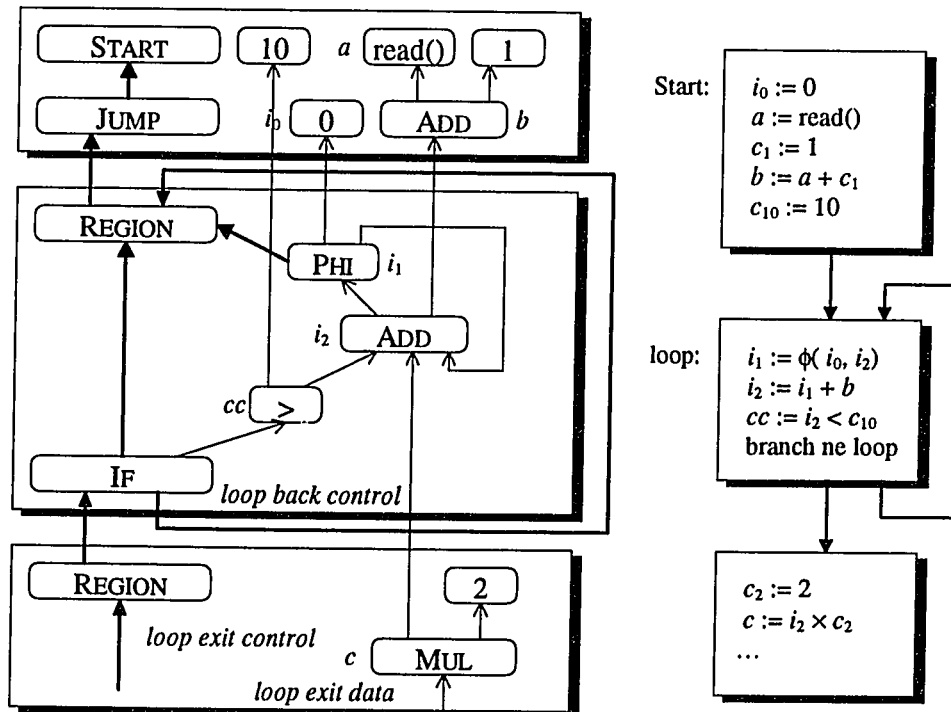 START
10
a
read()
1
JUMP
i0
0
ADD
b
REGION
PHI
i1
i2
ADD
cc
>
IF
loop back control
REGION
2
loop exit control
c
MUL
loop exit data
Start:
i0 := 0
a := read()
c1 := 1
b := a + c1
c10 := 10
loop:
i1 := ϕ( i0, i2)
i2 := i1 + b
cc := i2 < c10
branch ne loop
c2 := 2
c := i2 × c2
...